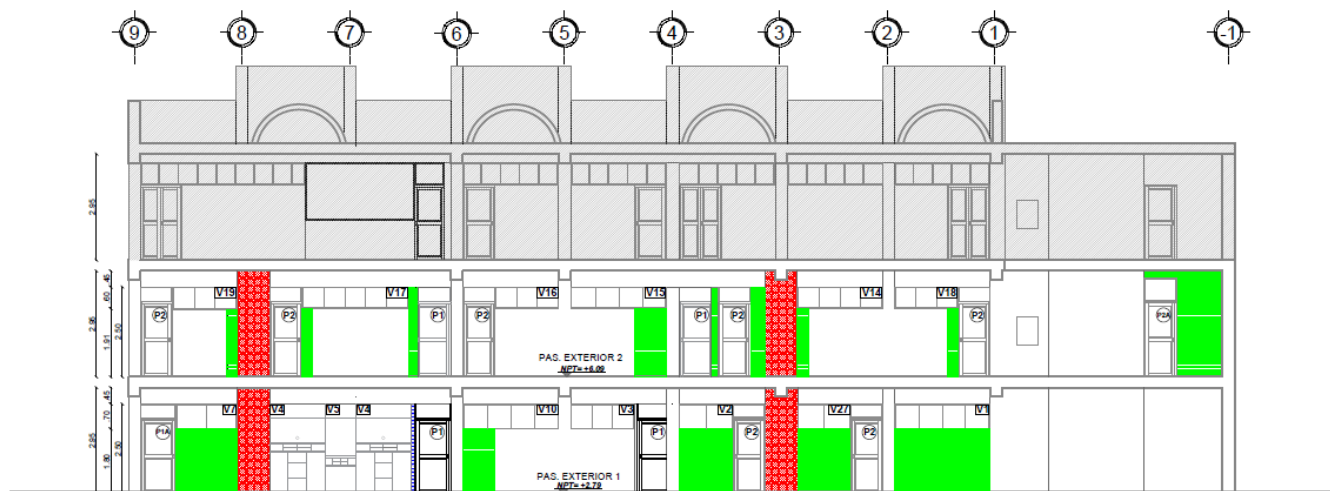 9 8 7 6 5 4 3 2 1 -1
2.95
2.95 .45 .60 1.91 2.50
V19 V17 V16 V15 V14 V18
P2 P2 P1 P2 P1 P2 P2 P2A
PAS. EXTERIOR 2
NPT= +6.09
2.95 .45 .70 1.80 2.50
V7 V4 V5 V4 V10 V3 V2 V27 V1
P1A P1 P1 P2 P2
PAS. EXTERIOR 1
NPT= +2.79